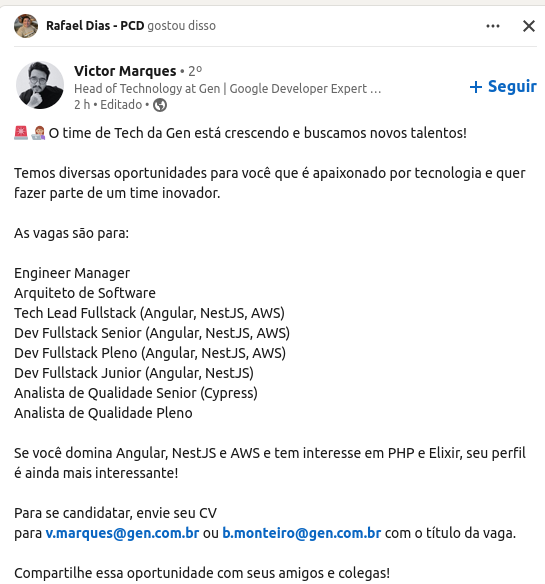 Rafael Dias - PCD gostou disso
Victor Marques • 2º
Head of Technology at Gen | Google Developer Expert …
2 h • Editado •
+ Seguir
O time de Tech da Gen está crescendo e buscamos novos talentos!
Temos diversas oportunidades para você que é apaixonado por tecnologia e quer
fazer parte de um time inovador.
As vagas são para:
Engineer Manager
Arquiteto de Software
Tech Lead Fullstack (Angular, NestJS, AWS)
Dev Fullstack Senior (Angular, NestJS, AWS)
Dev Fullstack Pleno (Angular, NestJS, AWS)
Dev Fullstack Junior (Angular, NestJS)
Analista de Qualidade Senior (Cypress)
Analista de Qualidade Pleno
Se você domina Angular, NestJS e AWS e tem interesse em PHP e Elixir, seu perfil
é ainda mais interessante!
Para se candidatar, envie seu CV
para v.marques@gen.com.br ou b.monteiro@gen.com.br com o título da vaga.
Compartilhe essa oportunidade com seus amigos e colegas!